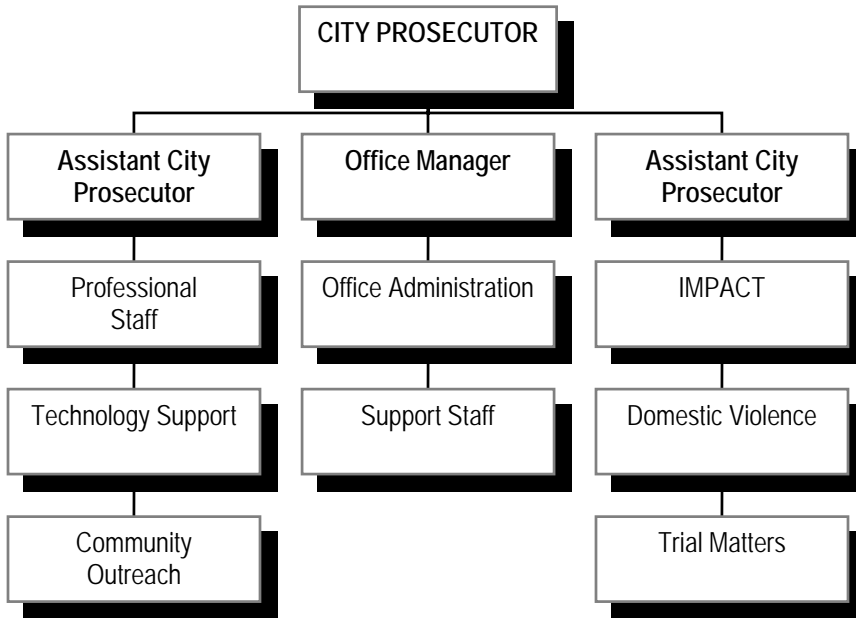 CITY PROSECUTOR
Assistant City
Prosecutor
Office Manager
Assistant City
Prosecutor
Professional
Staff
Office Administration
IMPACT
Technology Support
Support Staff
Domestic Violence
Community
Outreach
Trial Matters